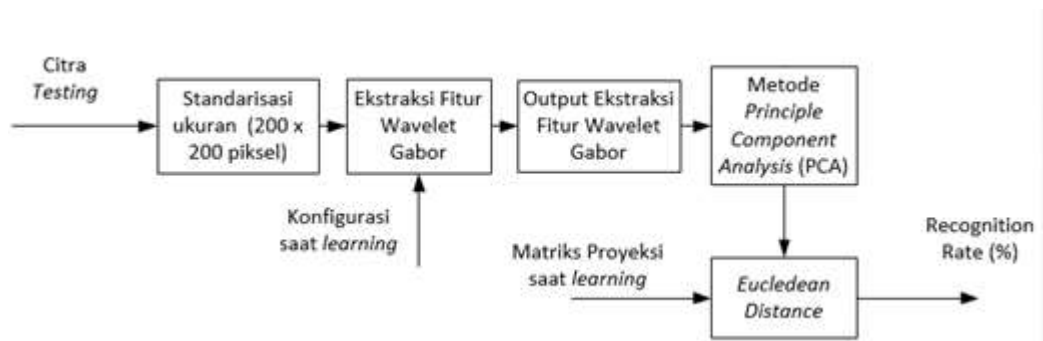 Citra
Testing
Standarisasi
ukuran (200 x
200 piksel)
Ekstraksi Fitur
Wavelet
Gabor
Output Ekstraksi
Fitur Wavelet
Gabor
Metode
Principle
Component
Analysis (PCA)
Konfigurasi
saat learning
Matriks Proyeksi
saat learning
Eucledean
Distance
Recognition
Rate (%)